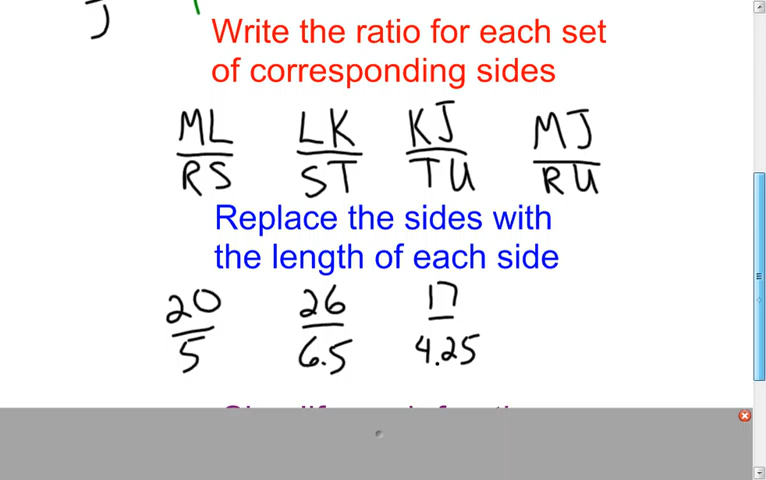 J
Write the ratio for each set
of corresponding sides
ML LK KJ MJ
RS ST TU RU
Replace the sides with
the length of each side
20 26 17
5 6.5 4.25